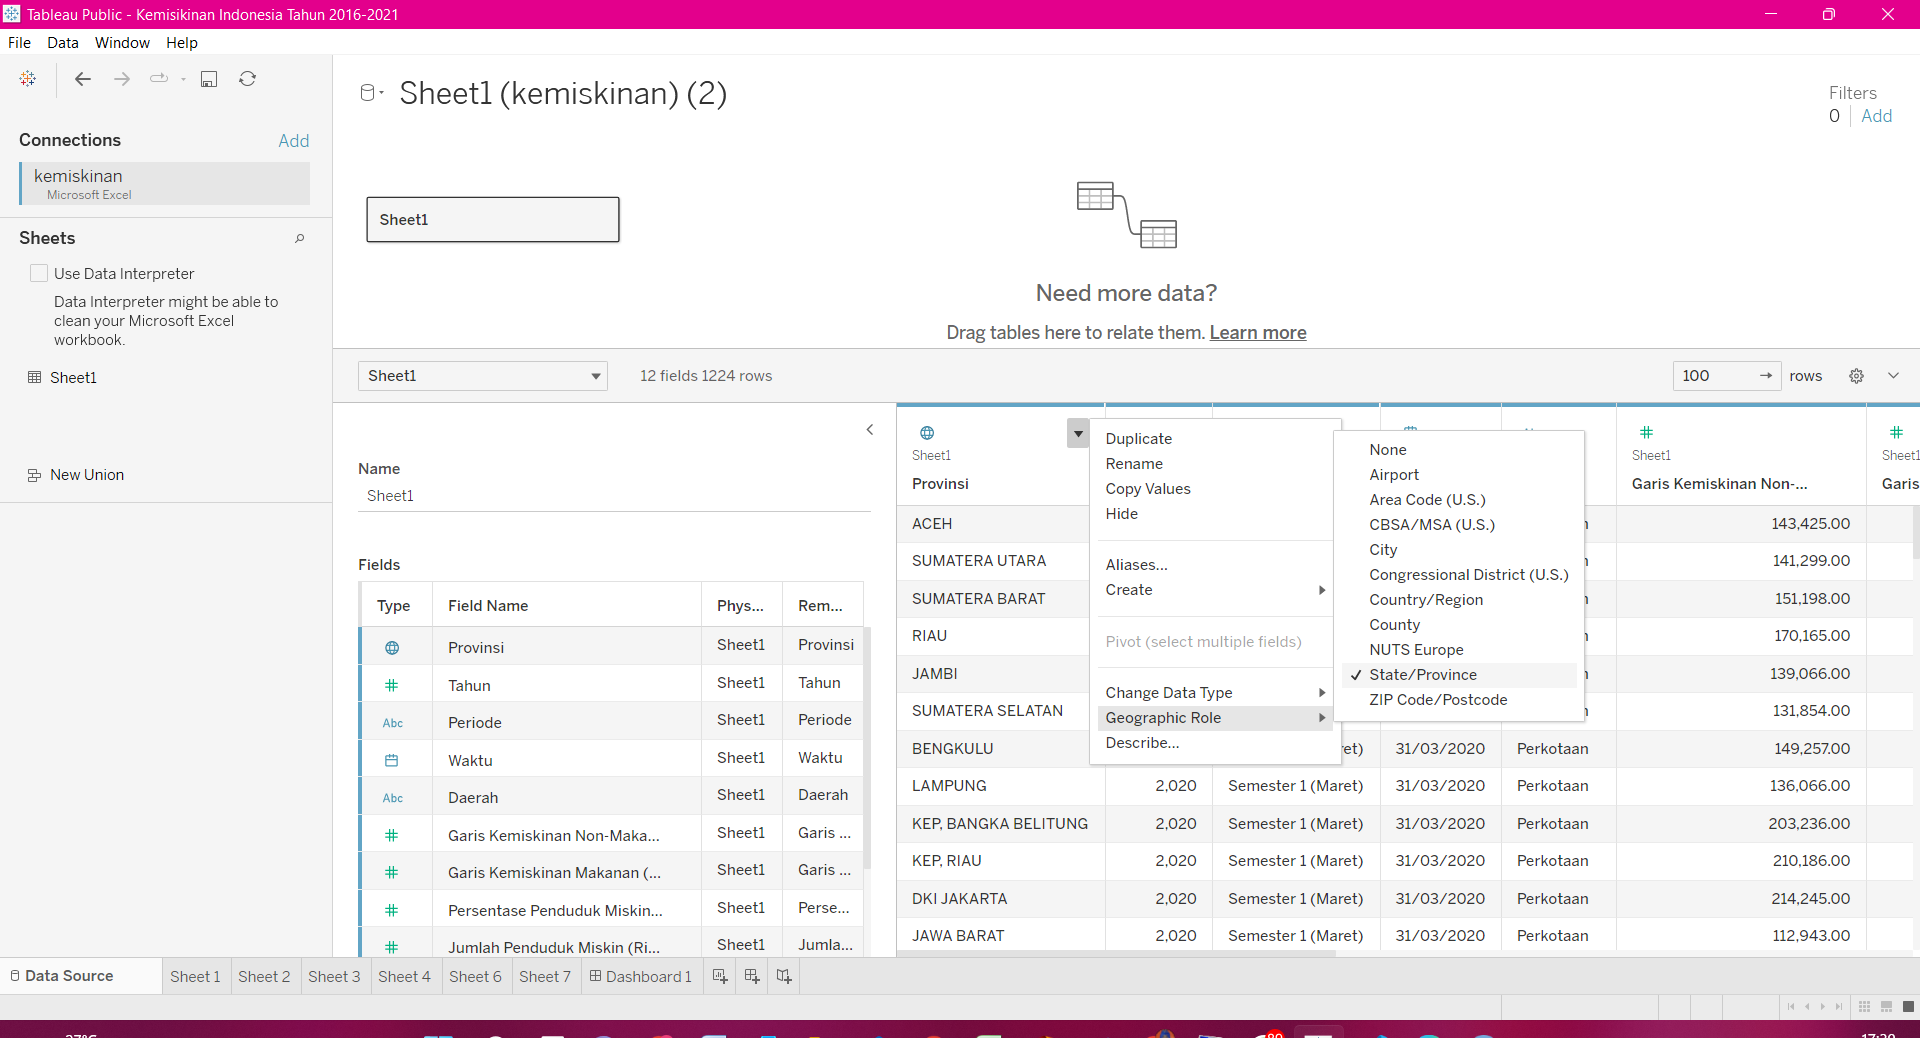 Tableau Public - Kemisikinan Indonesia Tahun 2016-2021
File Data Window Help
Connections Add
kemiskinan
Microsoft Excel
Sheets
Use Data Interpreter
Data Interpreter might be able to
clean your Microsoft Excel
workbook.
Sheet1
New Union
Sheet1 (kemiskinan) (2)
Filters
0 Add
Sheet1
Need more data?
Drag tables here to relate them. Learn more
Sheet1 12 fields 1224 rows 100 rows
Name
Sheet1
Fields
Type Field Name Phys... Rem...
Provinsi Sheet1 Provinsi
Tahun Sheet1 Tahun
Abc Periode Sheet1 Periode
Waktu Sheet1 Waktu
Abc Daerah Sheet1 Daerah
Garis Kemiskinan Non-Maka... Sheet1 Garis ...
Garis Kemiskinan Makanan (... Sheet1 Garis ...
Persentase Penduduk Miskin... Sheet1 Perse...
Jumlah Penduduk Miskin (Ri... Sheet1 Jumla...
Sheet1 Sheet1 Sheet1
Provinsi Garis Kemiskinan Non-... Garis
ACEH 143,425.00
SUMATERA UTARA 141,299.00
SUMATERA BARAT 151,198.00
RIAU 170,165.00
JAMBI 139,066.00
SUMATERA SELATAN 131,854.00
BENGKULU 31/03/2020 Perkotaan 149,257.00
LAMPUNG 2,020 Semester 1 (Maret) 31/03/2020 Perkotaan 136,066.00
KEP, BANGKA BELITUNG 2,020 Semester 1 (Maret) 31/03/2020 Perkotaan 203,236.00
KEP, RIAU 2,020 Semester 1 (Maret) 31/03/2020 Perkotaan 210,186.00
DKI JAKARTA 2,020 Semester 1 (Maret) 31/03/2020 Perkotaan 214,245.00
JAWA BARAT 2,020 Semester 1 (Maret) 31/03/2020 Perkotaan 112,943.00
Duplicate
Rename
Copy Values
Hide
Aliases...
Create
Pivot (select multiple fields)
Change Data Type
Geographic Role
Describe...
None
Airport
Area Code (U.S.)
CBSA/MSA (U.S.)
City
Congressional District (U.S.)
Country/Region
County
NUTS Europe
State/Province
ZIP Code/Postcode
Data Source Sheet 1 Sheet 2 Sheet 3 Sheet 4 Sheet 6 Sheet 7 Dashboard 1